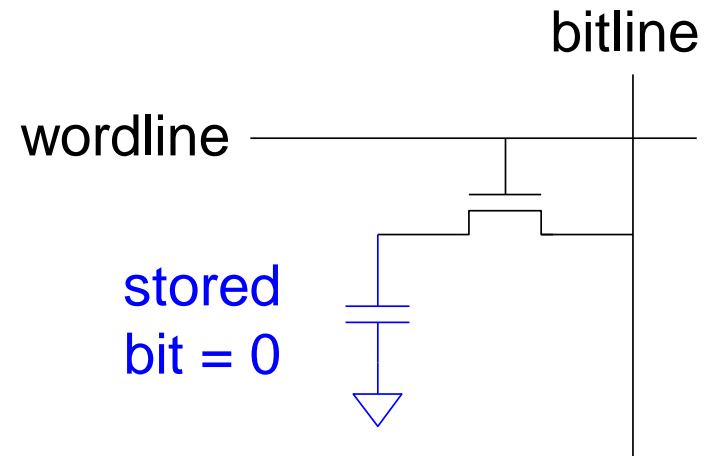 bitline
wordline
stored
bit = 0